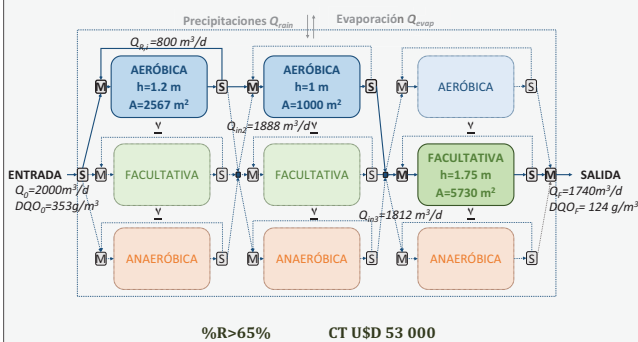 Precipitaciones Q_rain Evaporación Q_evap
Q_R,i=800 m³/d
M AERÓBICA S M AERÓBICA S M AERÓBICA S
h=1.2 m h=1 m
A=2567 m² A=1000 m²
Q_in2=1888 m³/d
ENTRADA S M FACULTATIVA S M FACULTATIVA S M FACULTATIVA S M SALIDA
h=1.75 m
A=5730 m²
Q_0=2000m³/d Q_F=1740m³/d
DQO_0=353g/m³ DQO_F= 124 g/m³
Q_in3=1812 m³/d
M ANAERÓBICA S M ANAERÓBICA S M ANAERÓBICA S
%R>65% CT U$D 53 000